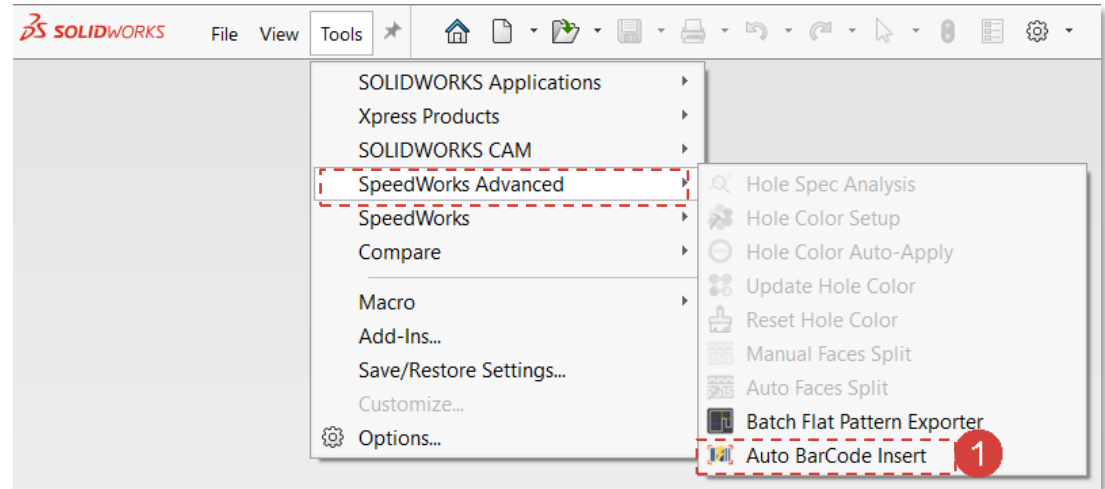 SOLIDWORKS File View Tools
SOLIDWORKS Applications
Xpress Products
SOLIDWORKS CAM
SpeedWorks Advanced
SpeedWorks
Compare
Macro
Add-Ins...
Save/Restore Settings...
Customize...
Options...
Hole Spec Analysis
Hole Color Setup
Hole Color Auto-Apply
Update Hole Color
Reset Hole Color
Manual Faces Split
Auto Faces Split
Batch Flat Pattern Exporter
Auto BarCode Insert 1